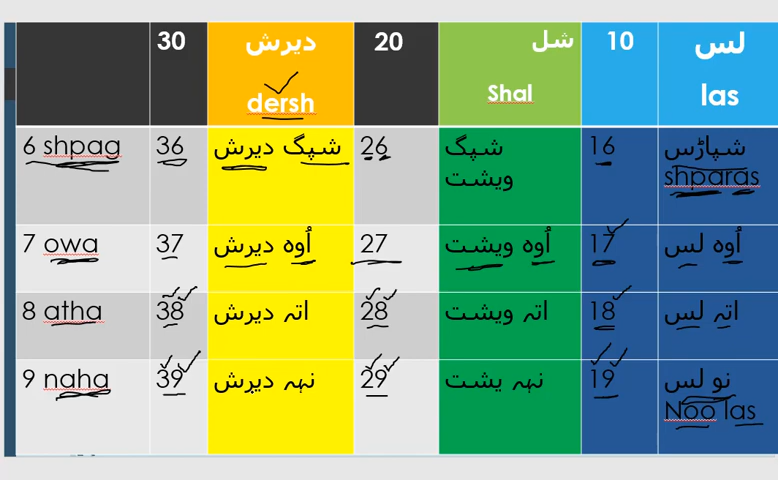 30 دیرش 20 شل 10 لس
dersh Shal las
6 shpag 36 شپگ دیرش 26 شپگ 16 شپاڑس
ویشت shparas
7 owa 37 اُوہ دیرش 27 اُوہ ویشت 17 اُوہ لس
8 atha 38 اتہ دیرش 28 اتہ ویشت 18 اتہ لس
9 naha 39 نہہ دیرش 29 نہہ یشت 19 نو لس
Noo las